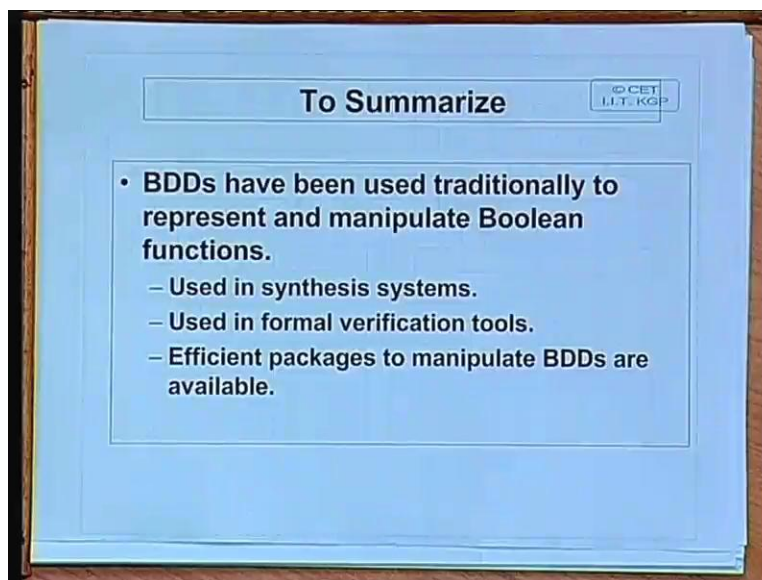 To Summarize
© CET
I.I.T. KGP
• BDDs have been used traditionally to
represent and manipulate Boolean
functions.
– Used in synthesis systems.
– Used in formal verification tools.
– Efficient packages to manipulate BDDs are
available.